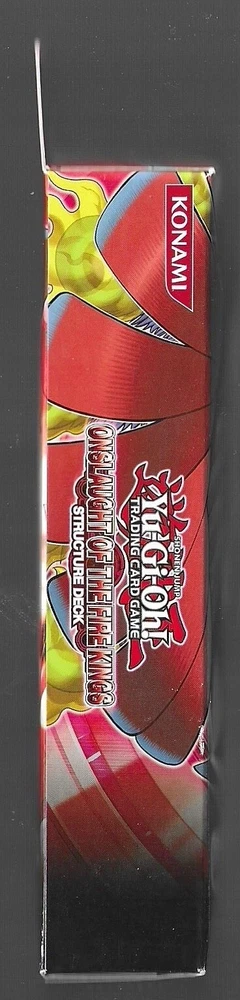 KONAMI
SHONEN JUMP
Yu-Gi-Oh!
TRADING CARD GAME
ONSLAUGHT OF THE FIRE KINGS
STRUCTURE DECK